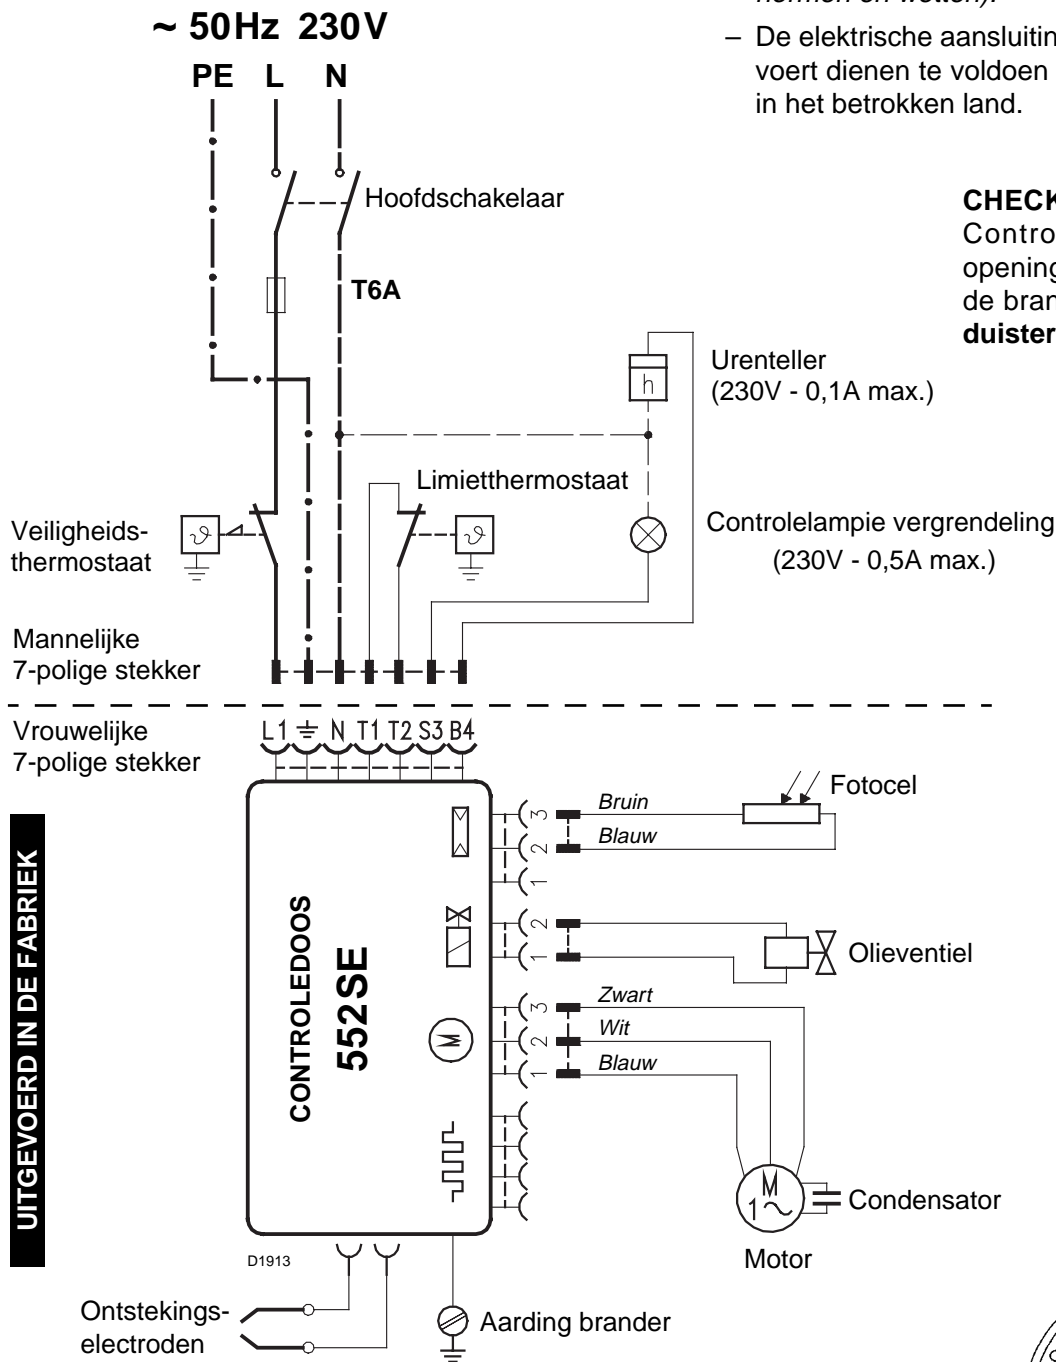 normen en wetten).
– De elektrische aansluitin
voert dienen te voldoen
in het betrokken land.
~ 50Hz 230V
PE L N
Hoofdschakelaar
CHECK
Contro
opening
de bran
duister
T6A
Urenteller
(230V - 0,1A max.)
h
Limietthermostaat
Veiligheids-
thermostaat
ϑ
ϑ
Controlelampie vergrendeling
(230V - 0,5A max.)
Mannelijke
7-polige stekker
Vrouwelijke
7-polige stekker
L1 N T1 T2 S3 B4
UITGEVOERD IN DE FABRIEK
CONTROLEDOOS
552SE
3 Bruin
2 Blauw
1
Fotocel
2
1
Olieventiel
M
3 Zwart
2 Wit
1 Blauw
M
1~
Condensator
Motor
D1913
Ontstekings-
electroden
Aarding brander